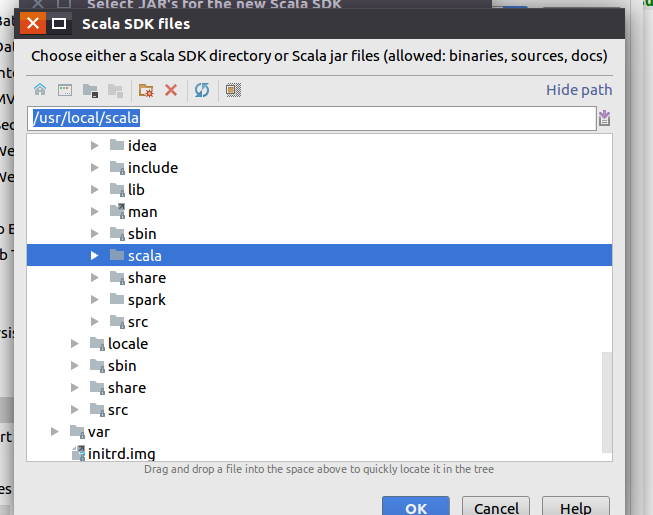 Select JAR's for the new Scala SDK
Scala SDK files
Choose either a Scala SDK directory or Scala jar files (allowed: binaries, sources, docs)
Hide path
/usr/local/scala
idea
include
lib
man
sbin
scala
share
spark
src
locale
sbin
share
src
var
initrd.img
Drag and drop a file into the space above to quickly locate it in the tree
OK
Cancel
Help